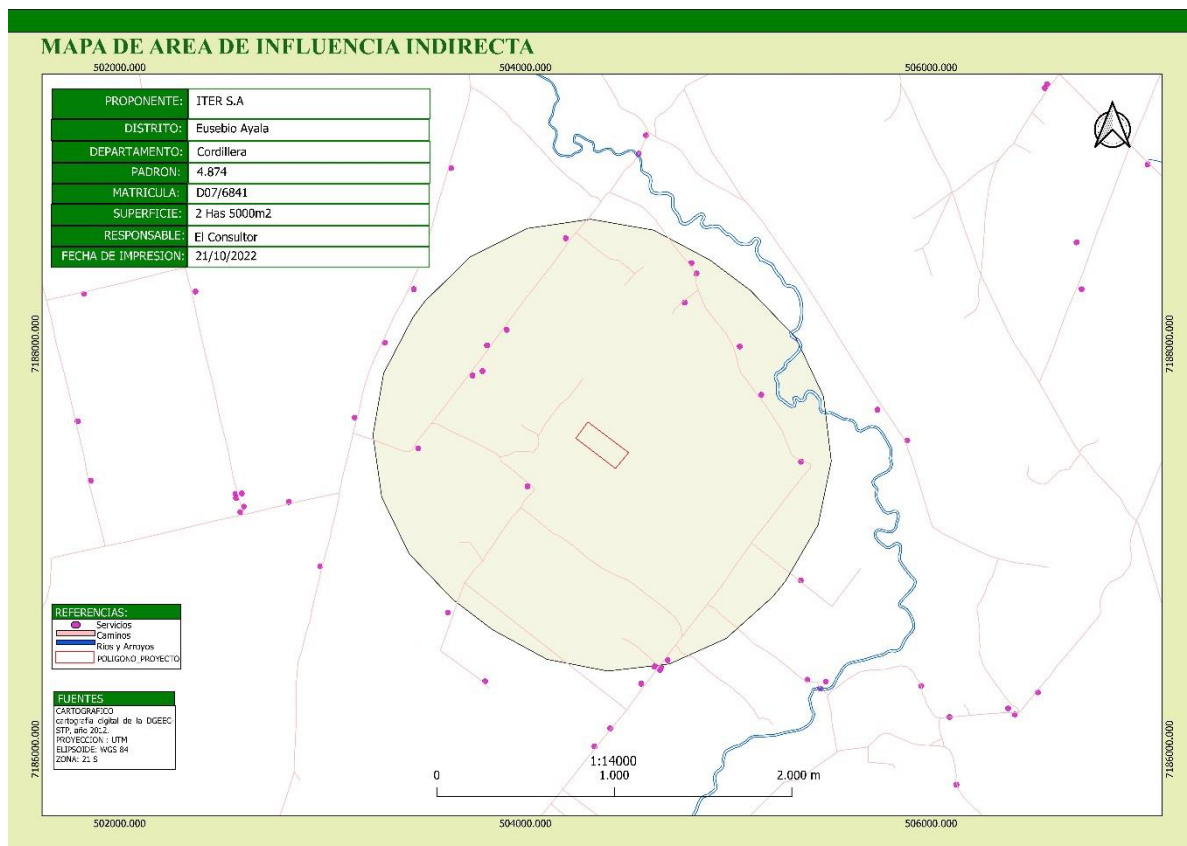 MAPA DE AREA DE INFLUENCIA INDIRECTA
502000.000 504000.000 506000.000
PROPONENTE: ITER S.A
DISTRITO: Eusebio Ayala
DEPARTAMENTO: Cordillera
PADRON: 4.874
MATRICULA: D07/6841
SUPERFICIE: 2 Has 5000m2
RESPONSABLE: El Consultor
FECHA DE IMPRESION: 21/10/2022
7188000.000 7188000.000
REFERENCIAS:
Servicios
Caminos
Rios y Arroyos
POLIGONO_PROYECTO
FUENTES
CARTOGRAFICO
cartografia digital de la DGEEC-
STP, año 2012.
PROYECCION : UTM
ELIPSOIDE: WGS 84
ZONA: 21 S
7186000.000 7186000.000
1:14000
0 1.000 2.000 m
502000.000 504000.000 506000.000